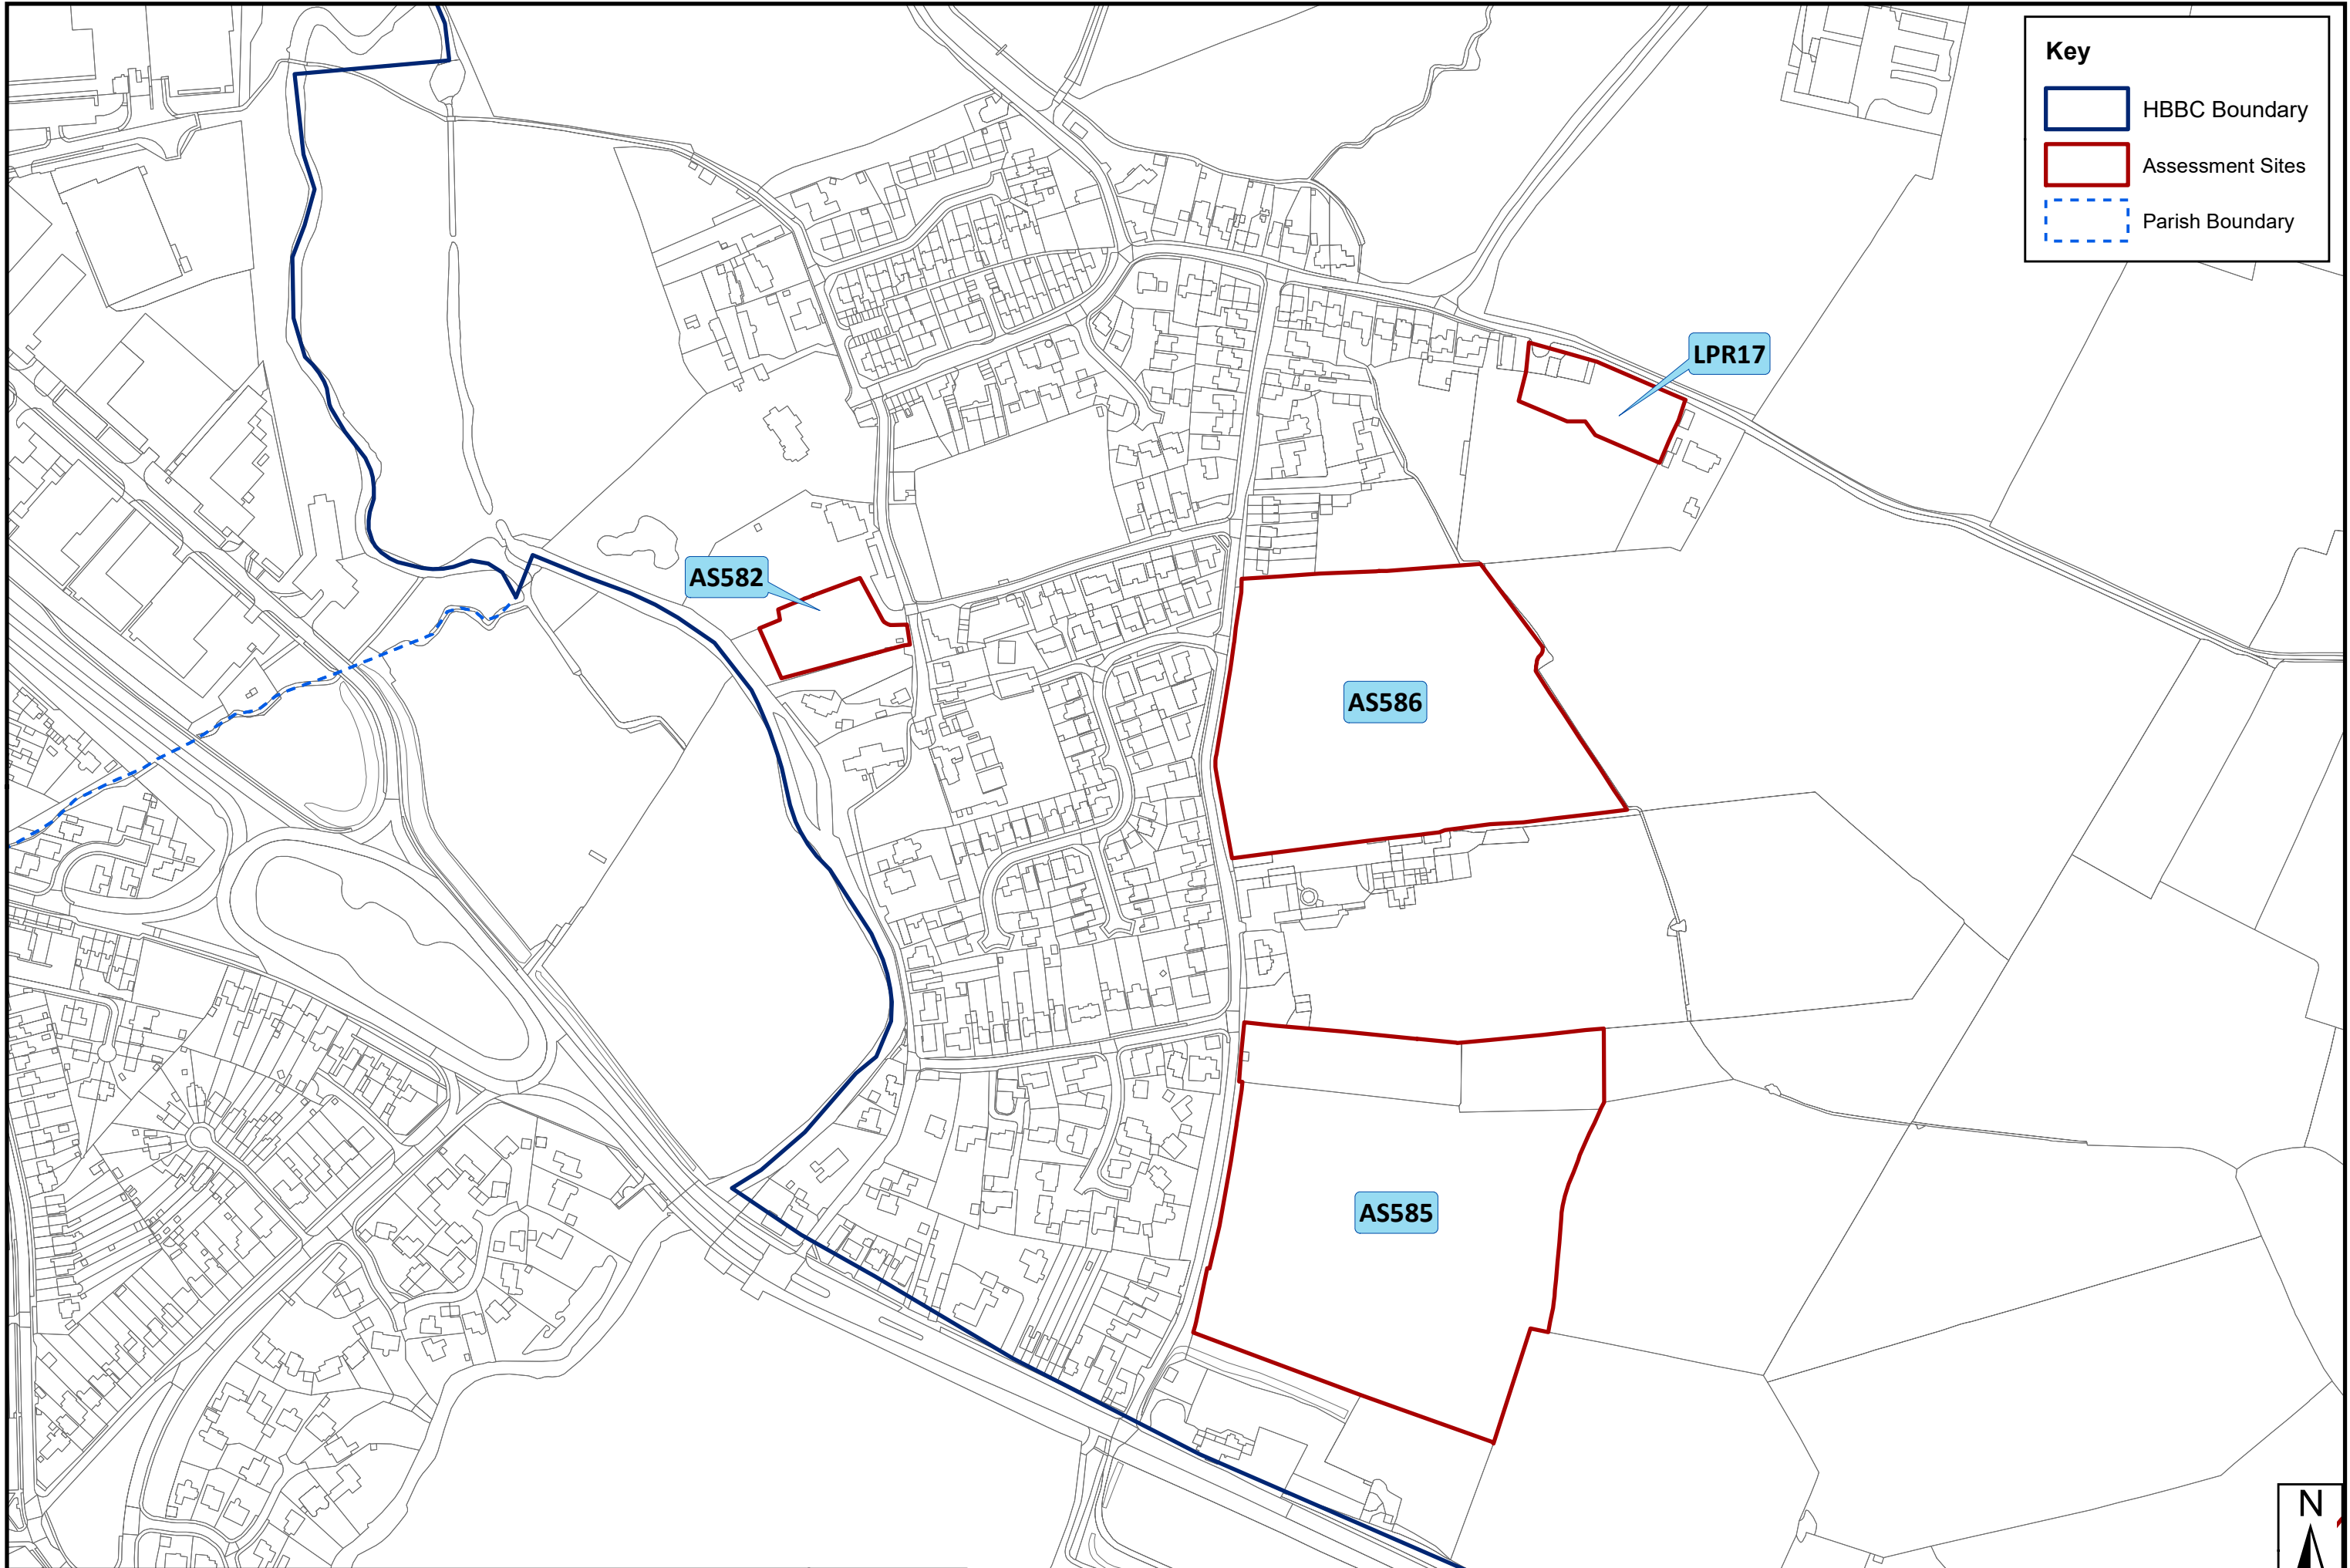 Key
HBBC Boundary
Assessment Sites
Parish Boundary
LPR17
AS582
AS586
AS585
N